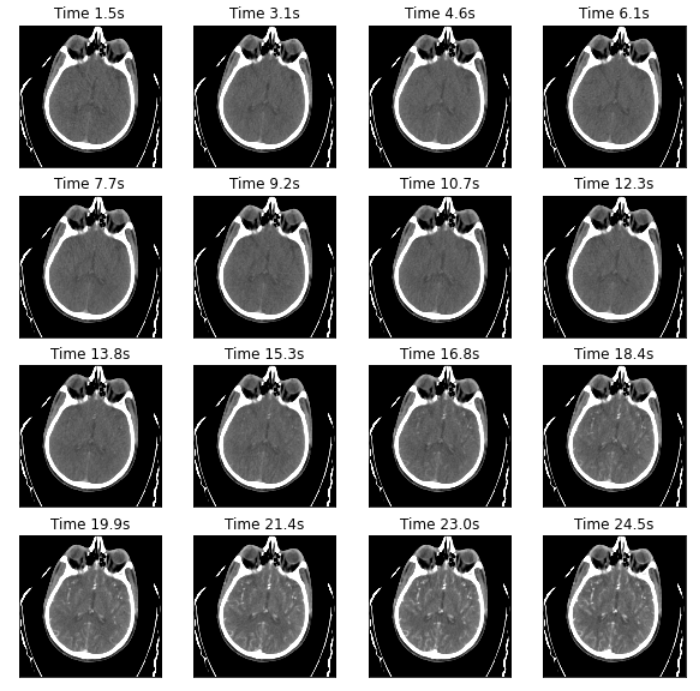 Time 1.5s
Time 3.1s
Time 4.6s
Time 6.1s
Time 7.7s
Time 9.2s
Time 10.7s
Time 12.3s
Time 13.8s
Time 15.3s
Time 16.8s
Time 18.4s
Time 19.9s
Time 21.4s
Time 23.0s
Time 24.5s